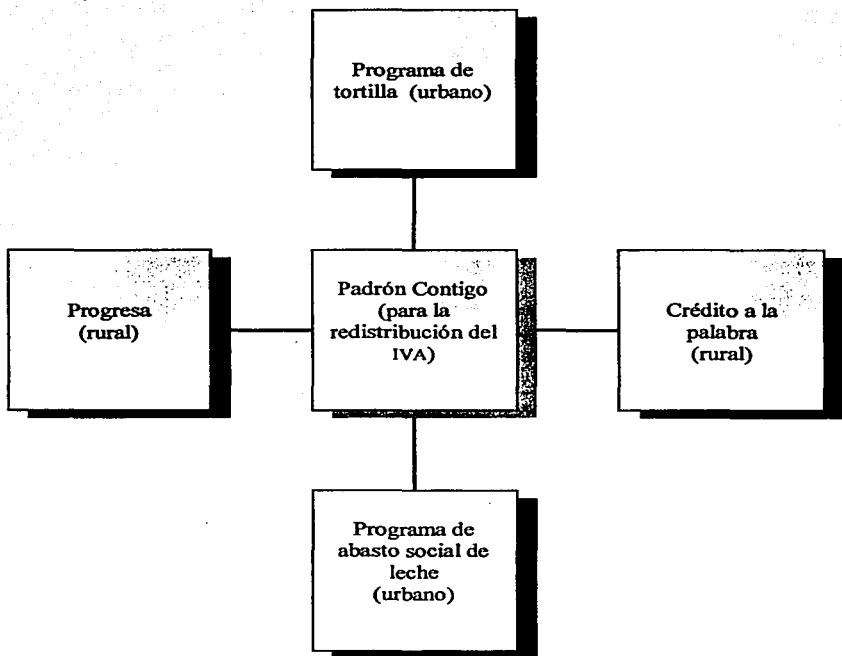 Programa de
tortilla (urbano)
Progresa
(rural)
Padrón Contigo
(para la
redistribución del
IVA)
Crédito a la
palabra
(rural)
Programa de
abasto social de
leche
(urbano)